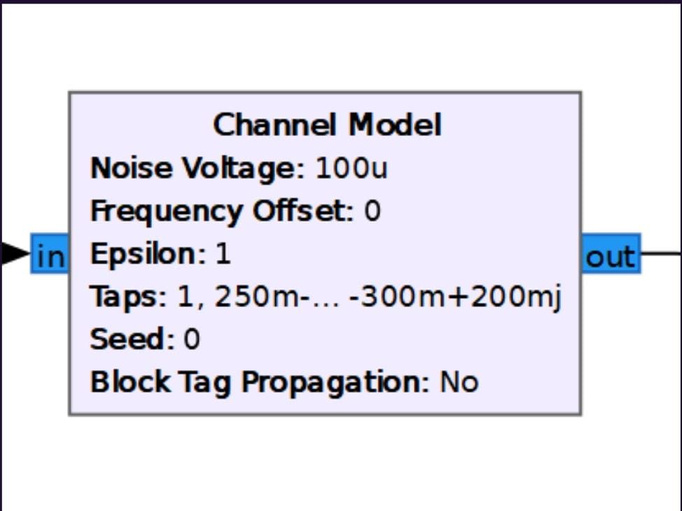 Channel Model
Noise Voltage: 100u
Frequency Offset: 0
in
Epsilon: 1
out
Taps: 1, 250m-... -300m+200mj
Seed: 0
Block Tag Propagation: No